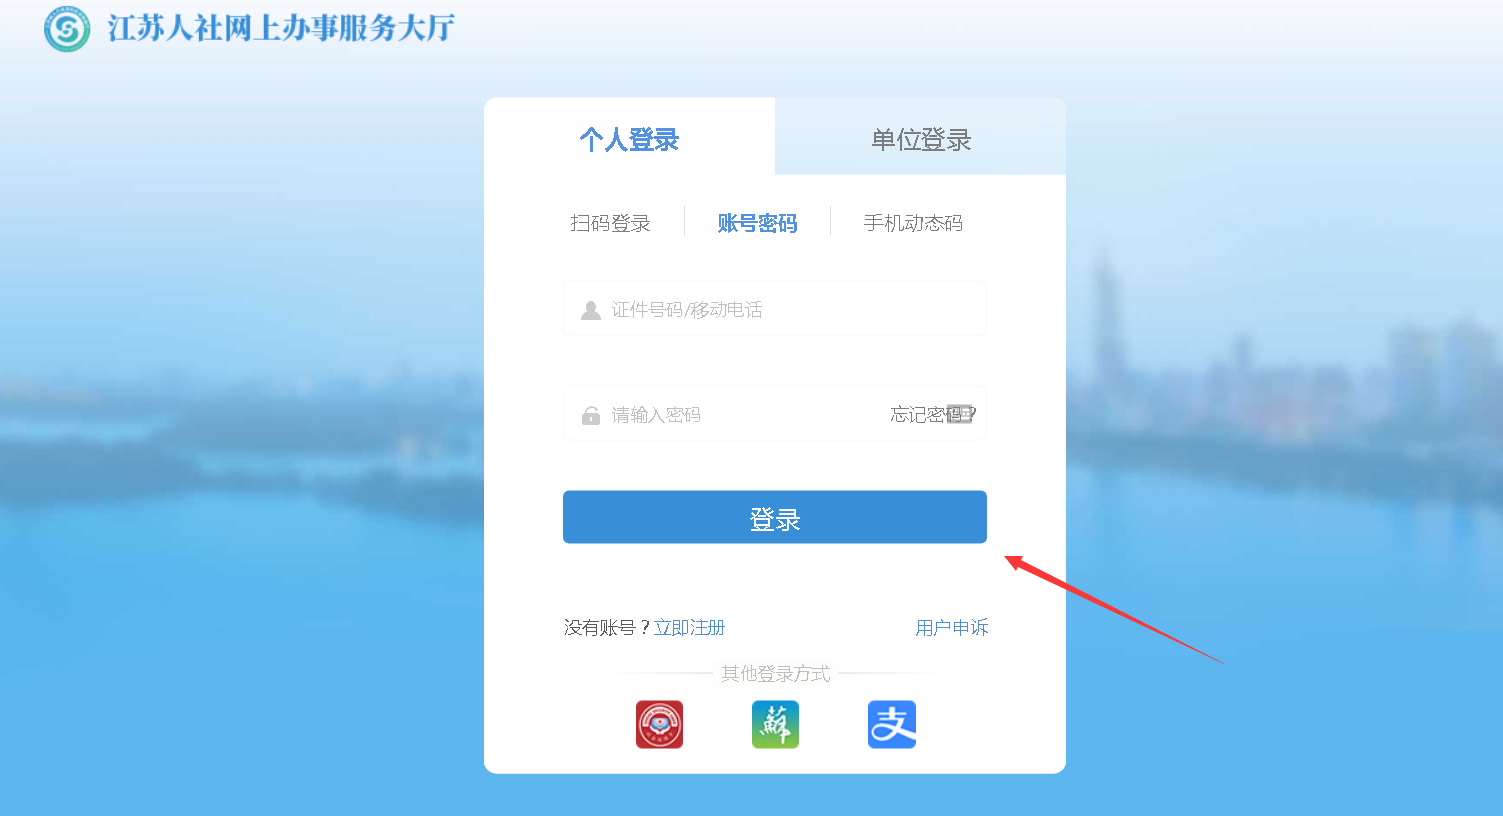 江苏人社网上办事服务大厅
个人登录 单位登录
扫码登录 账号密码 手机动态码
证件号码/移动电话
请输入密码 忘记密码？
登录
没有账号？立即注册 用户申诉
其他登录方式
蘇 支